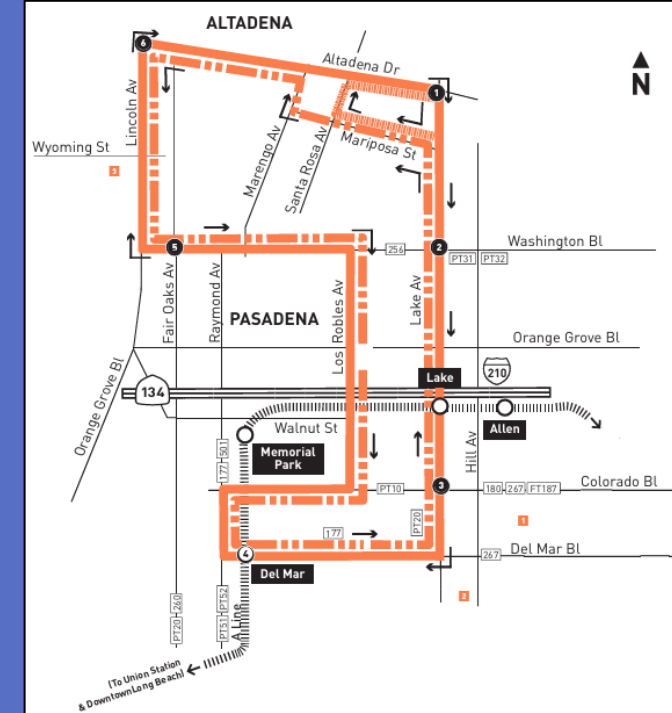 ALTADENA
6
Altadena Dr
N
1
Lincoln Av
Wyoming St
3
Marengo Av
Santa Rosa Av
Mariposa St
5
256
2
Washington Bl
PT31
PT32
Fair Oaks Av
Raymond Av
PASADENA
Los Robles Av
Lake Av
Orange Grove Bl
Orange Grove Bl
134
Lake
210
Walnut St
Allen
Memorial
Park
Hill Av
177
501
PT10
3
180
267
FT187
Colorado Bl
177
PT20
1
4
Del Mar
267
Del Mar Bl
2
PT20
260
PT51
PT52
A Line
(To Union Station
& Downtown Long Beach)